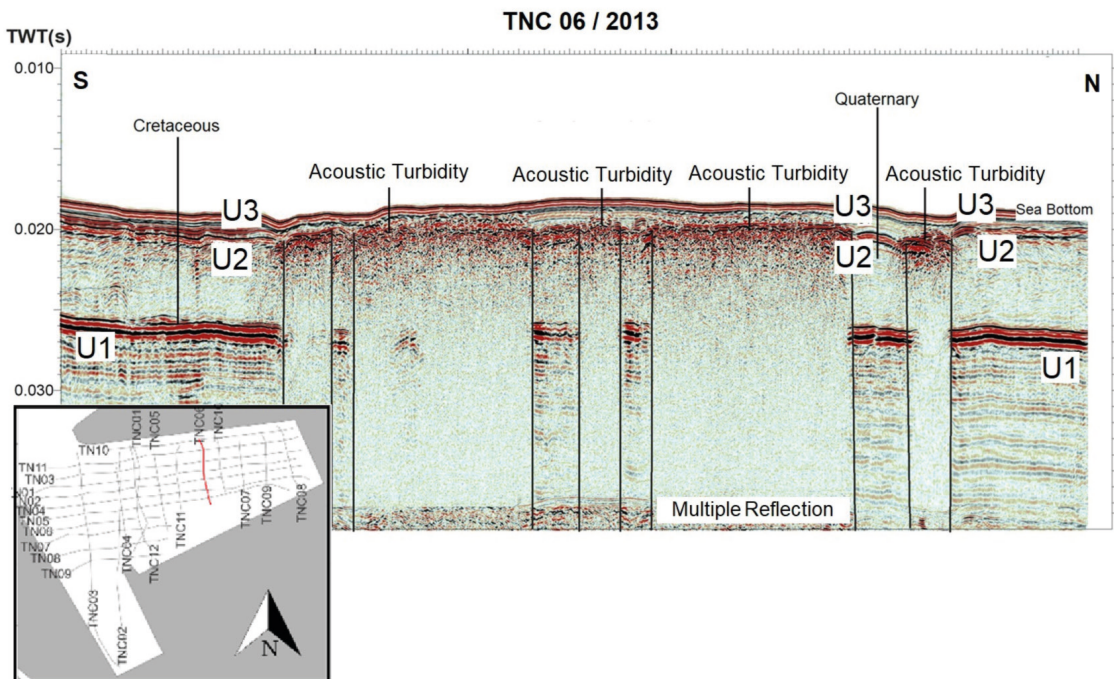 TNC 06 / 2013
TWT(s)
0.010
S
N
Quaternary
Cretaceous
Acoustic Turbidity
Acoustic Turbidity
Acoustic Turbidity
Acoustic Turbidity
U3
U3
U3
Sea Bottom
0.020
U2
U2
U2
U1
U1
0.030
Multiple Reflection
TNC01
TNC05
TNC06
TN10
TN11
TN03
TN04
TN05
TN06
TN07
TN08
TN09
TNC07
TNC09
TNC08
TNC11
TNC04
TNC12
TNC03
TNC02
N